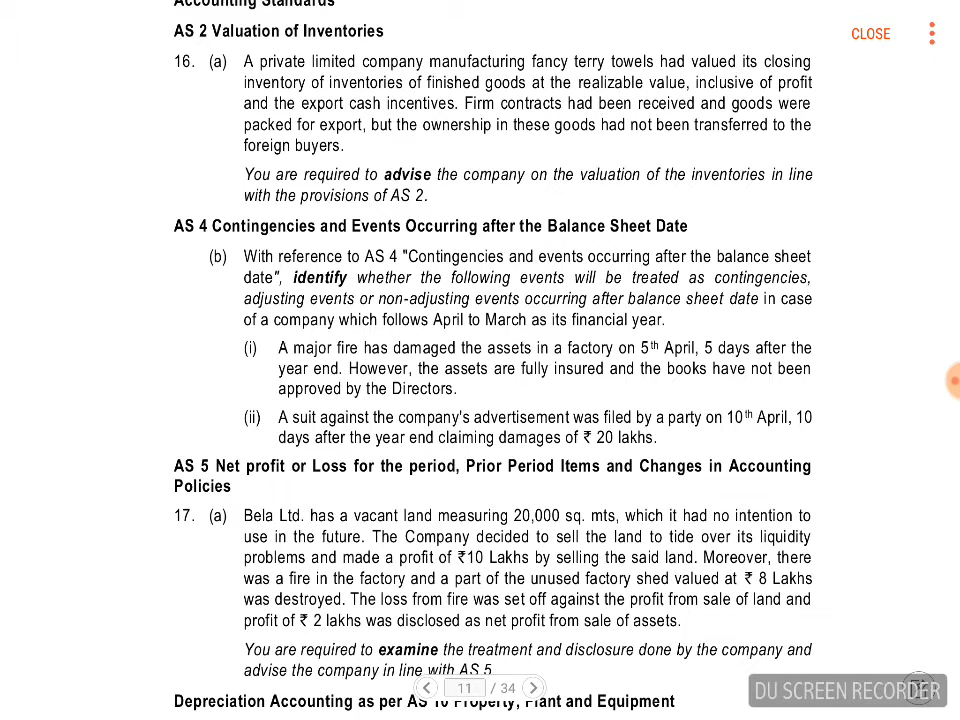 Accounting Standards
AS 2 Valuation of Inventories
CLOSE
16. (a) A private limited company manufacturing fancy terry towels had valued its closing
inventory of inventories of finished goods at the realizable value, inclusive of profit
and the export cash incentives. Firm contracts had been received and goods were
packed for export, but the ownership in these goods had not been transferred to the
foreign buyers.
You are required to advise the company on the valuation of the inventories in line
with the provisions of AS 2.
AS 4 Contingencies and Events Occurring after the Balance Sheet Date
(b) With reference to AS 4 "Contingencies and events occurring after the balance sheet
date", identify whether the following events will be treated as contingencies,
adjusting events or non-adjusting events occurring after balance sheet date in case
of a company which follows April to March as its financial year.
(i) A major fire has damaged the assets in a factory on 5th April, 5 days after the
year end. However, the assets are fully insured and the books have not been
approved by the Directors.
(ii) A suit against the company's advertisement was filed by a party on 10th April, 10
days after the year end claiming damages of ₹ 20 lakhs.
AS 5 Net profit or Loss for the period, Prior Period Items and Changes in Accounting
Policies
17. (a) Bela Ltd. has a vacant land measuring 20,000 sq. mts, which it had no intention to
use in the future. The Company decided to sell the land to tide over its liquidity
problems and made a profit of ₹10 Lakhs by selling the said land. Moreover, there
was a fire in the factory and a part of the unused factory shed valued at ₹ 8 Lakhs
was destroyed. The loss from fire was set off against the profit from sale of land and
profit of ₹ 2 lakhs was disclosed as net profit from sale of assets.
You are required to examine the treatment and disclosure done by the company and
advise the company in line with AS 5.
11 / 34
DU SCREEN RECORDER
Depreciation Accounting as per AS 10 Property, Plant and Equipment